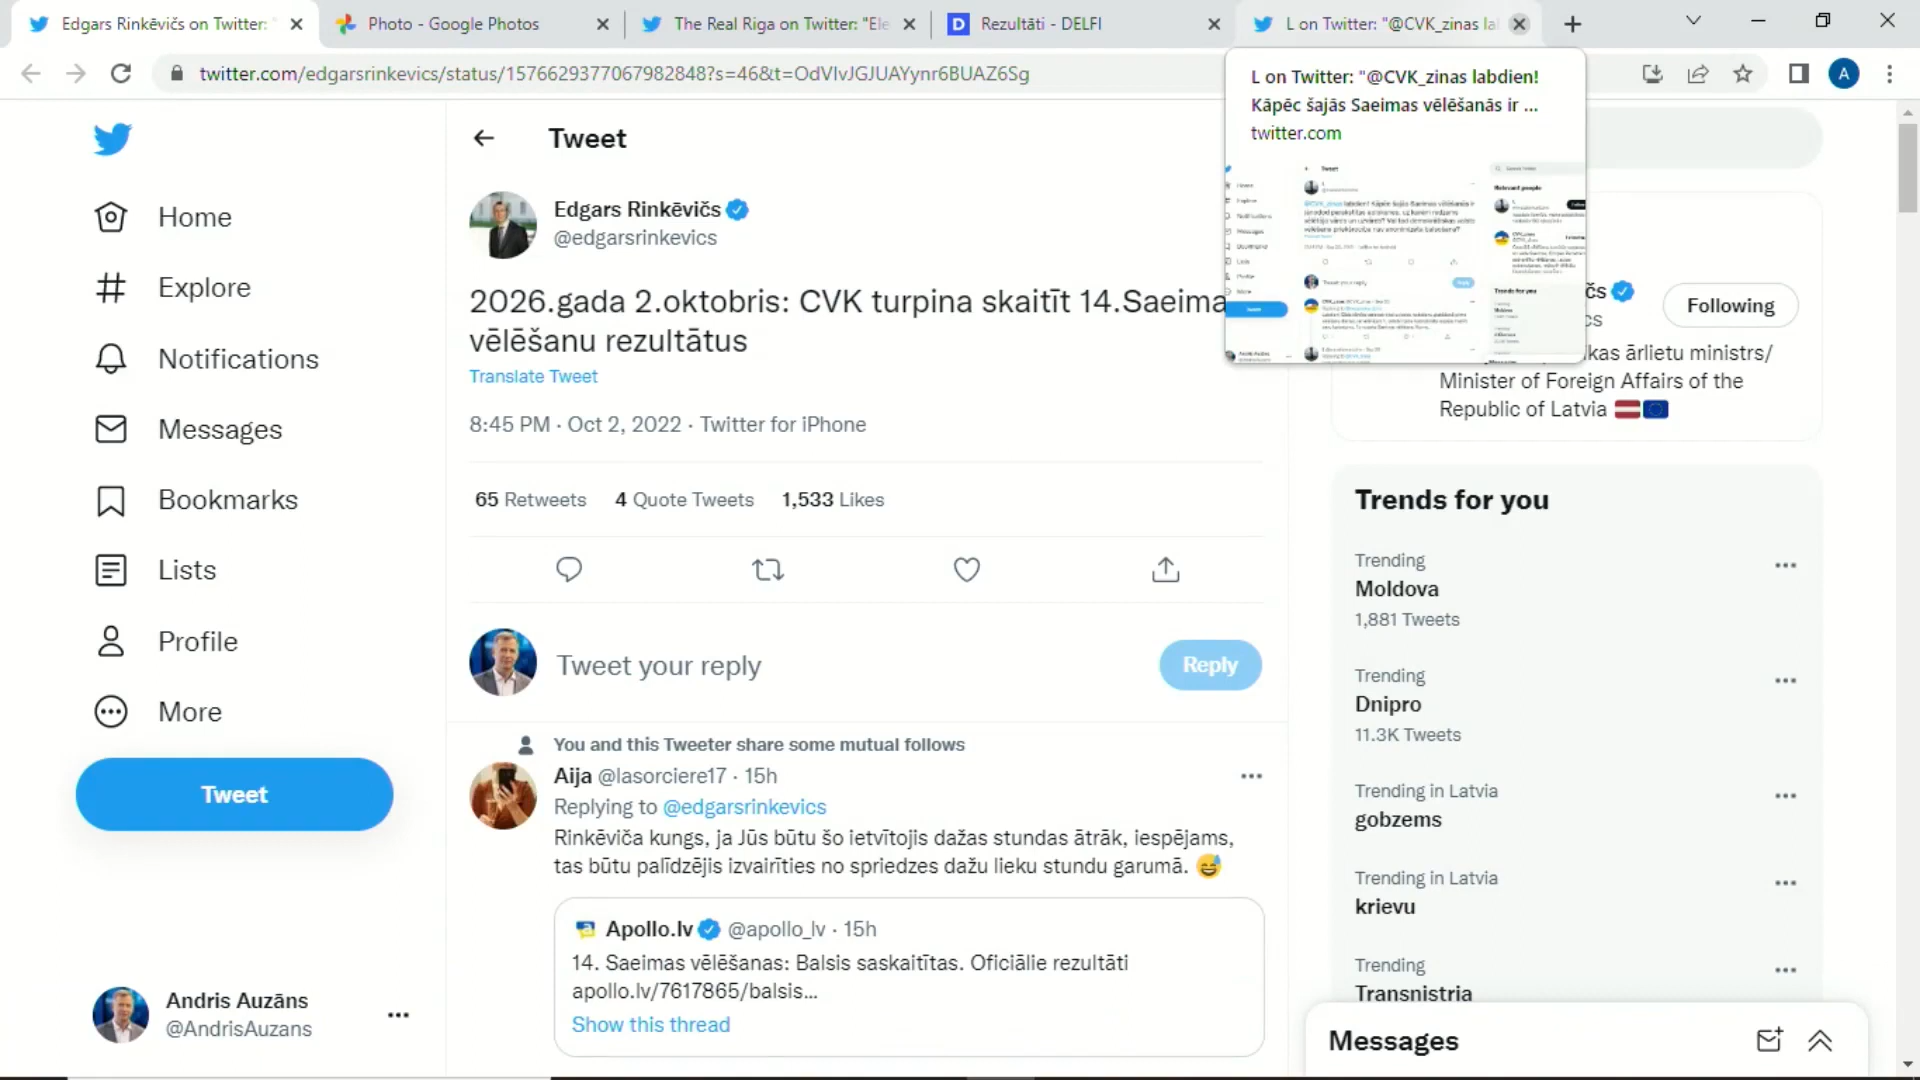 Edgars Rinkēvičs on Twitter:
Photo - Google Photos
The Real Riga on Twitter: "Ele
Rezultāti - DELFI
L on Twitter: "@CVK_zinas lal
twitter.com/edgarsrinkevics/status/1576629377067982848?s=46&t=OdVIvJGJUAYynr6BUAZ6Sg
A
L on Twitter: "@CVK_zinas labdien!
Kāpēc šajās Saeimas vēlēšanās ir ...
twitter.com
Home
Explore
Notifications
Messages
Bookmarks
Lists
Profile
More
Tweet
Andris Auzāns
@AndrisAuzans
Tweet
Edgars Rinkēvičs
@edgarsrinkevics
2026.gada 2.oktobris: CVK turpina skaitīt 14.Saeima
vēlēšanu rezultātus
Translate Tweet
8:45 PM · Oct 2, 2022 · Twitter for iPhone
65 Retweets 4 Quote Tweets 1,533 Likes
Tweet your reply
Reply
You and this Tweeter share some mutual follows
Aija @lasorciere17 · 15h
Replying to @edgarsrinkevics
Rinkēviča kungs, ja Jūs būtu šo ietvītojis dažas stundas ātrāk, iespējams,
tas būtu palīdzējis izvairīties no spriedzes dažu lieku stundu garumā.
Apollo.lv @apollo_lv · 15h
14. Saeimas vēlēšanas: Balsis saskaitītas. Oficiālie rezultāti
apollo.lv/7617865/balsis...
Show this thread
čs
cs
Following
kas ārlietu ministrs/
Minister of Foreign Affairs of the
Republic of Latvia
Trends for you
Trending
Moldova
1,881 Tweets
Trending
Dnipro
11.3K Tweets
Trending in Latvia
gobzems
Trending in Latvia
krievu
Trending
Transnistria
Messages